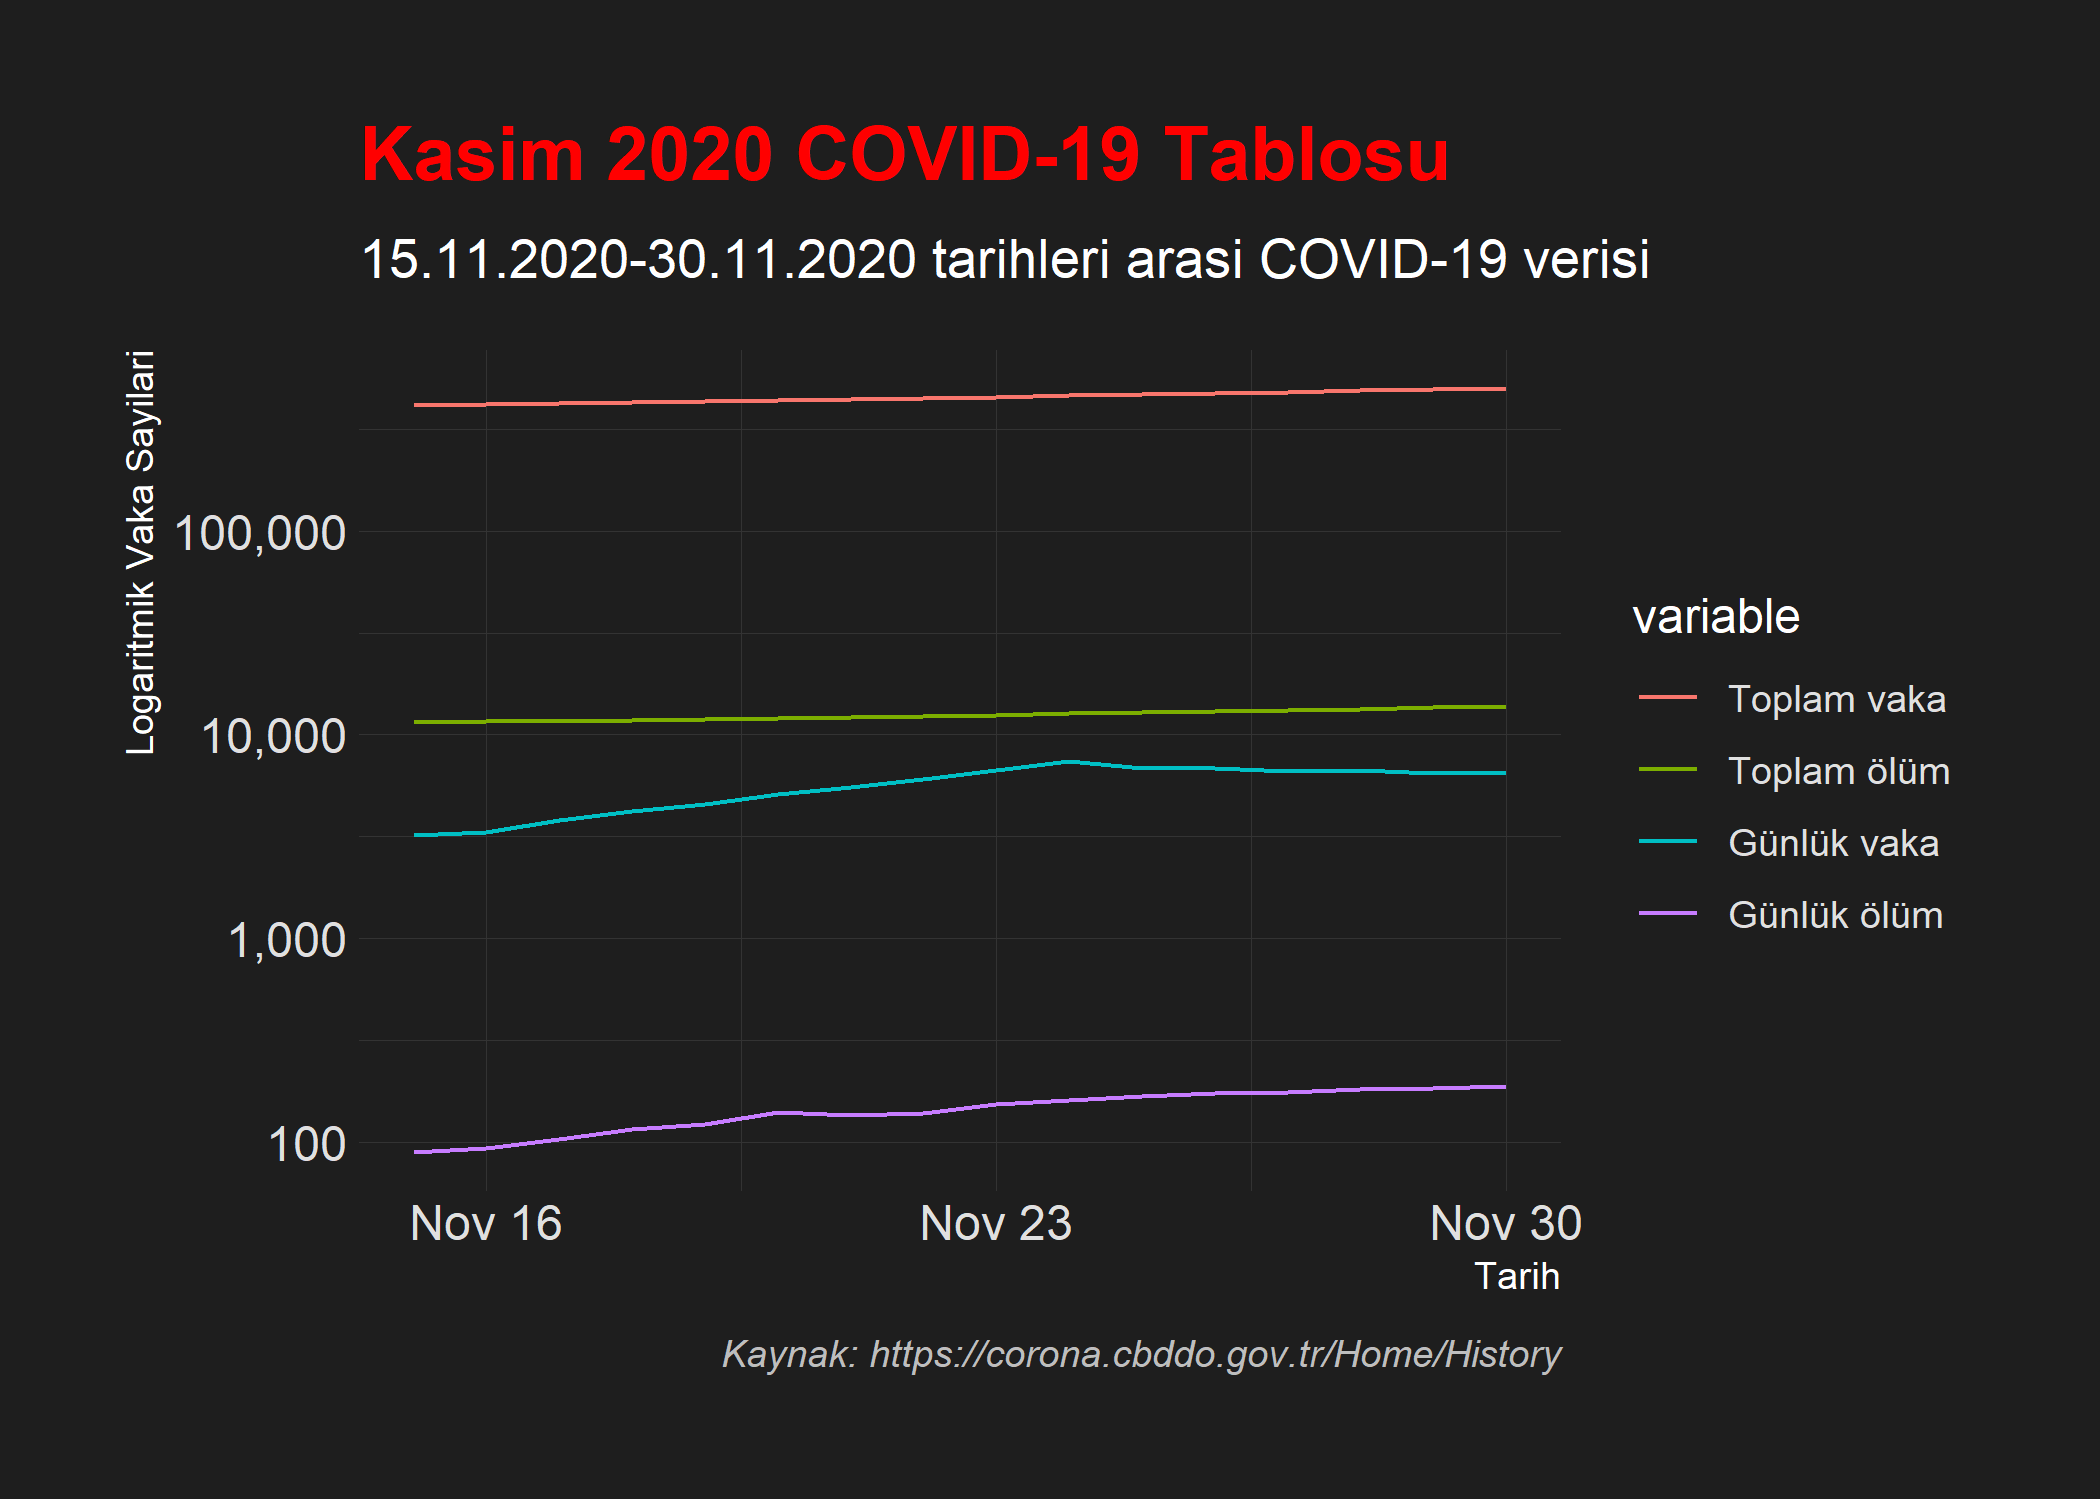 Kasim 2020 COVID-19 Tablosu
15.11.2020-30.11.2020 tarihleri arasi COVID-19 verisi
Logaritmik Vaka Sayilari
100,000
10,000
1,000
100
Nov 16
Nov 23
Nov 30
Tarih
variable
Toplam vaka
Toplam ölüm
Günlük vaka
Günlük ölüm
Kaynak: https://corona.cbddo.gov.tr/Home/History